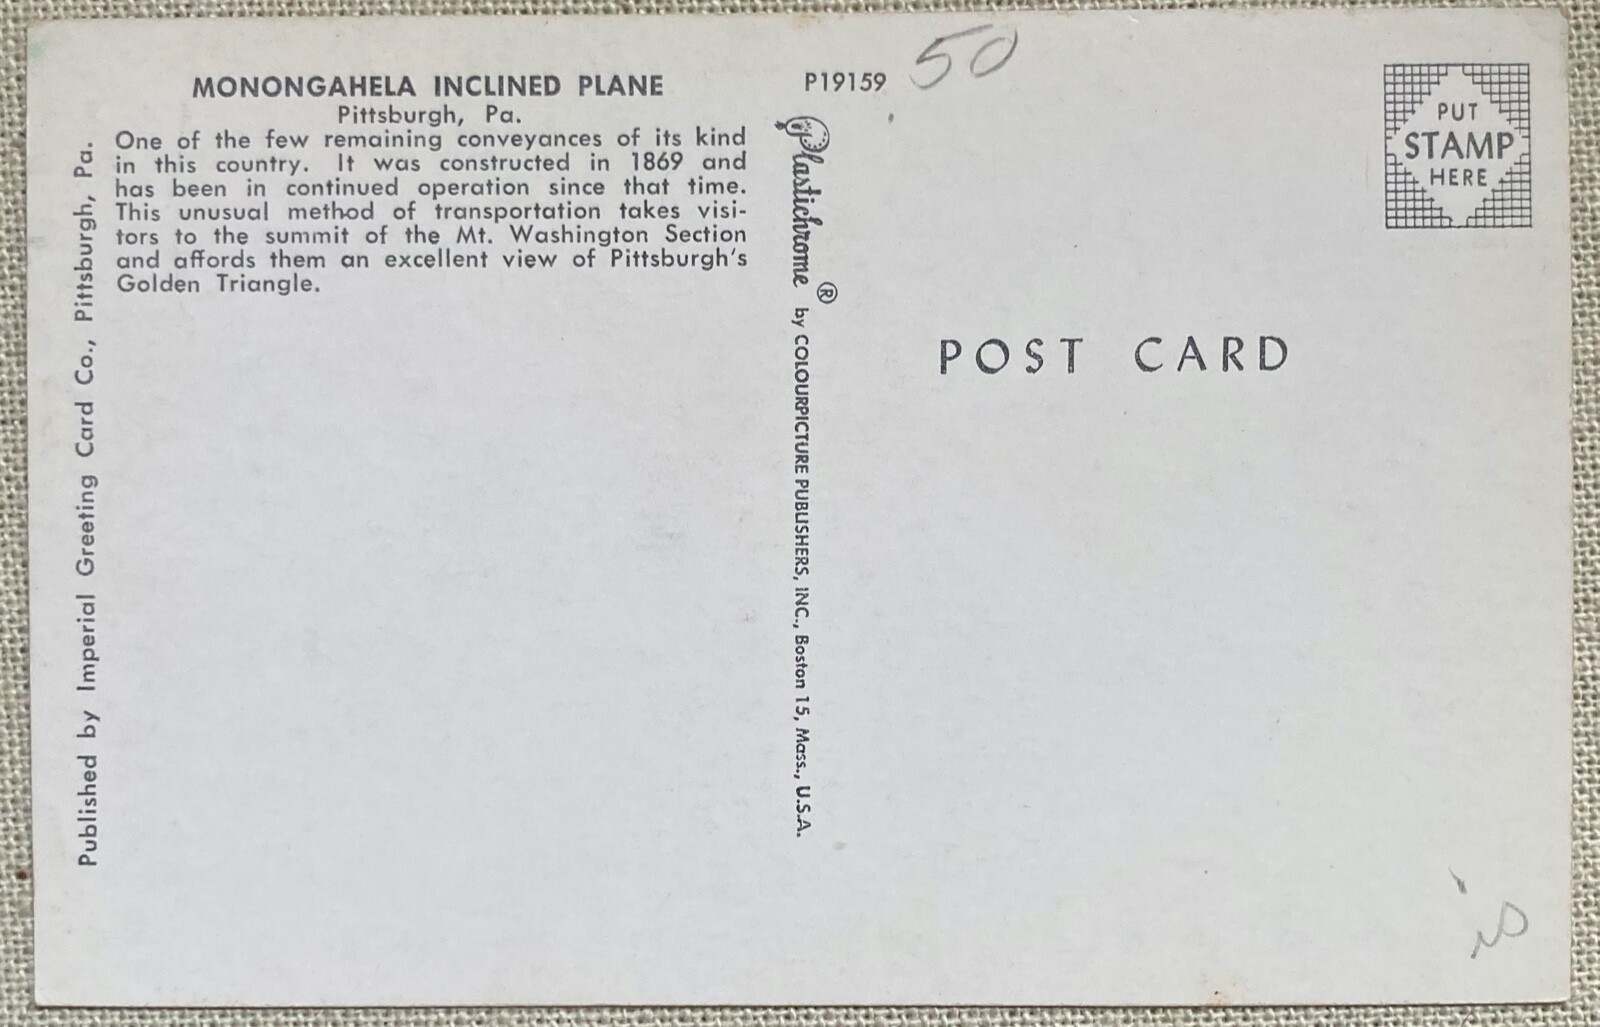 MONONGAHELA INCLINED PLANE
Pittsburgh, Pa.
One of the few remaining conveyances of its kind
in this country. It was constructed in 1869 and
has been in continued operation since that time.
This unusual method of transportation takes visi-
tors to the summit of the Mt. Washington Section
and affords them an excellent view of Pittsburgh's
Golden Triangle.
Published by Imperial Greeting Card Co., Pittsburgh, Pa.
P19159
50
Plastichrome ® by COLOURPICTURE PUBLISHERS, INC., Boston 15, Mass., U.S.A.
PUT
STAMP
HERE
POST CARD